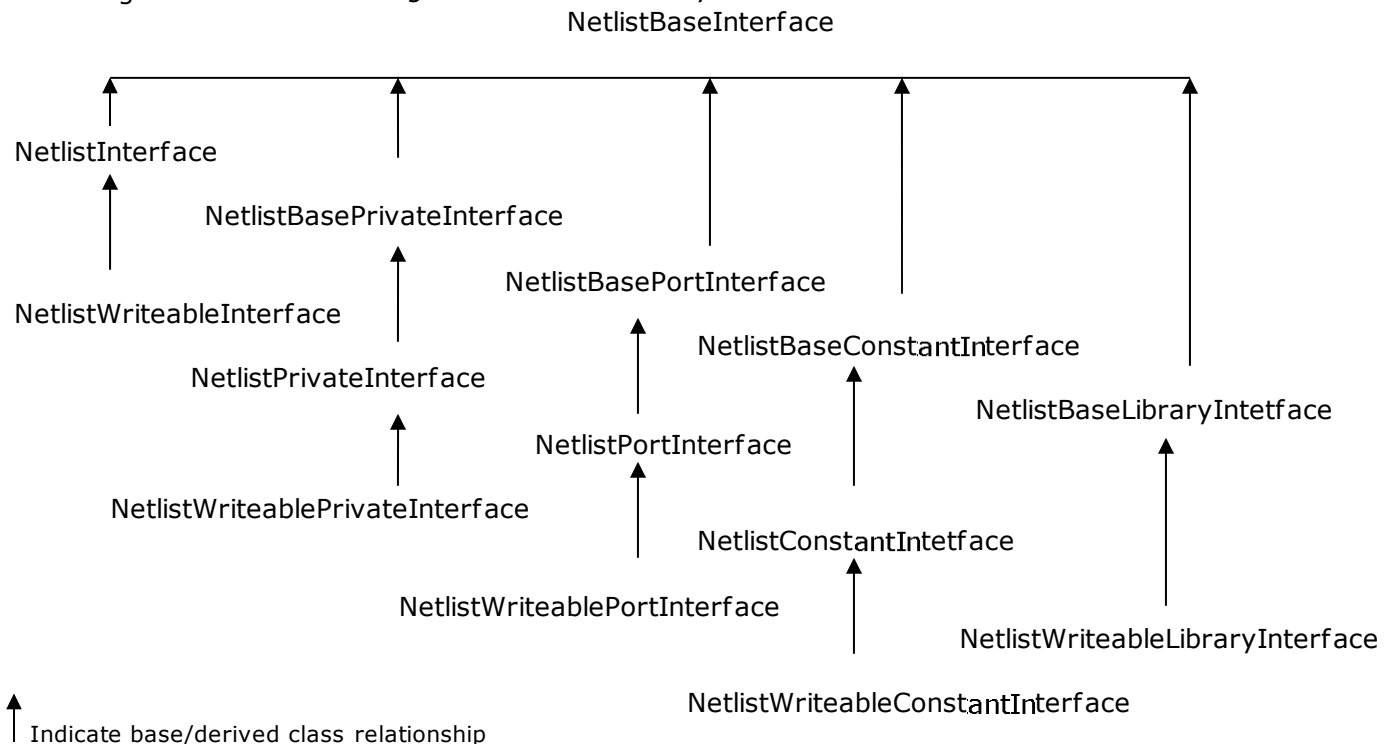 NetlistBaseInterface
NetlistInterface
NetlistBasePrivateInterface
NetlistBasePortInterface
NetlistWriteableInterface
NetlistBaseConstantInterface
NetlistPrivateInterface
NetlistBaseLibraryIntetface
NetlistPortInterface
NetlistWriteablePrivateInterface
NetlistConstantIntetface
NetlistWriteablePortInterface
NetlistWriteableLibraryInterface
NetlistWriteableConstantInterface
Indicate base/derived class relationship